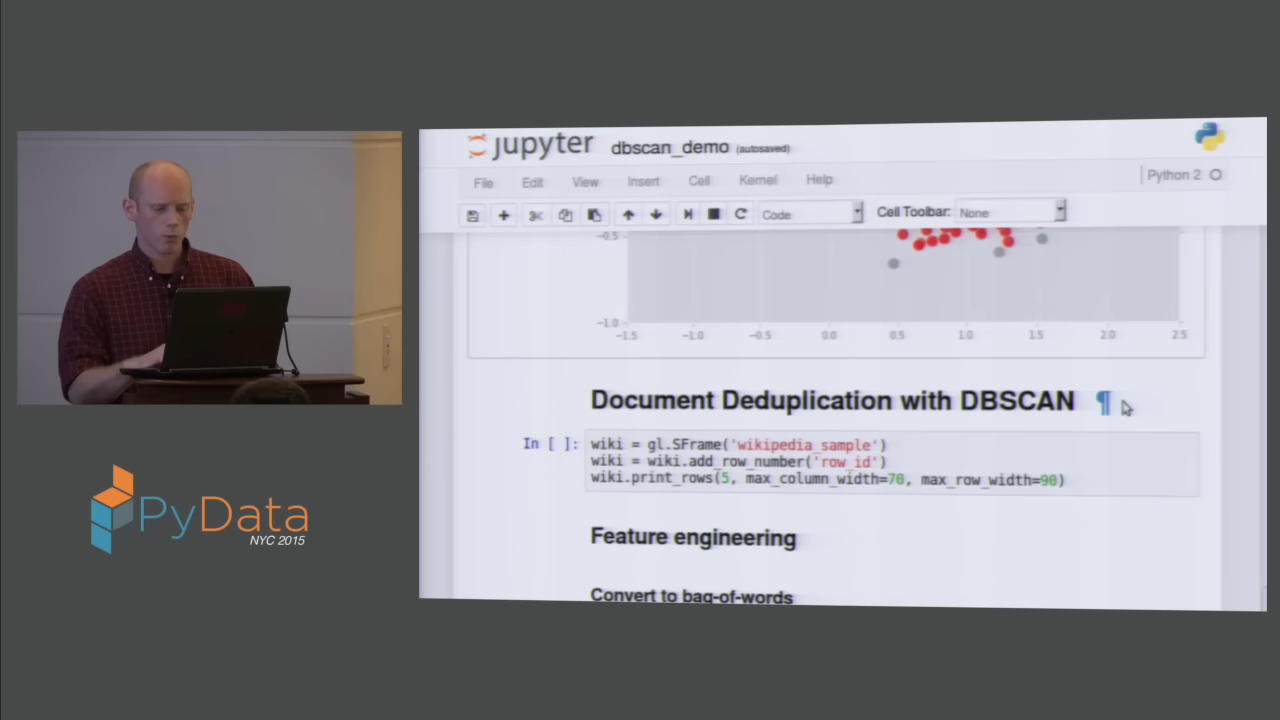 jupyter dbscan_demo (autosaved)
File Edit View Insert Cell Kernel Help Python 2
Code Cell Toolbar: None
−0.5
−1.0
−1.5 −1.0 −0.5 0.0 0.5 1.0 1.5 2.0 2.5
Document Deduplication with DBSCAN ¶
In [ ]: wiki = gl.SFrame('wikipedia_sample')
wiki = wiki.add_row_number('row_id')
wiki.print_rows(5, max_column_width=70, max_row_width=90)
Feature engineering
Convert to bag-of-words
PyData
NYC 2015